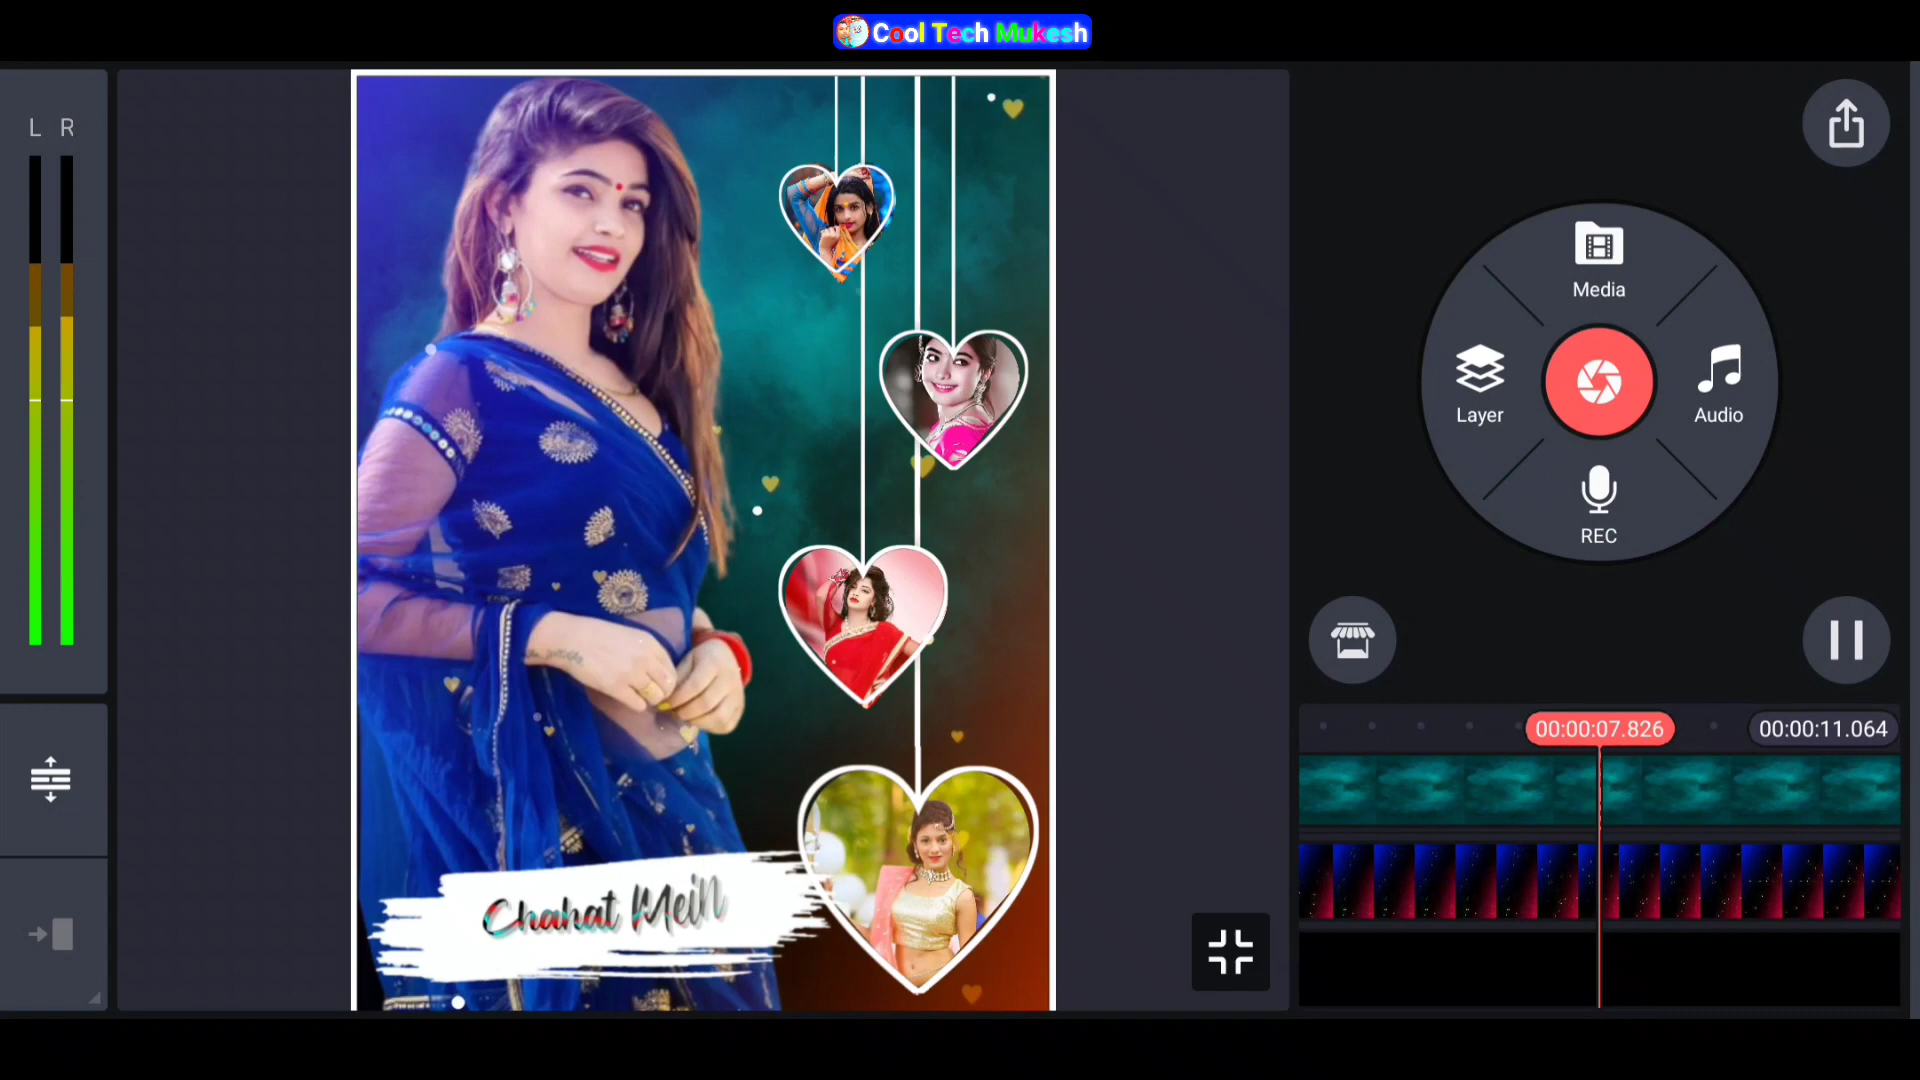 Cool Tech Mukesh
L R
Media
Layer
Audio
REC
00:00:07.826
00:00:11.064
Chahat Mein